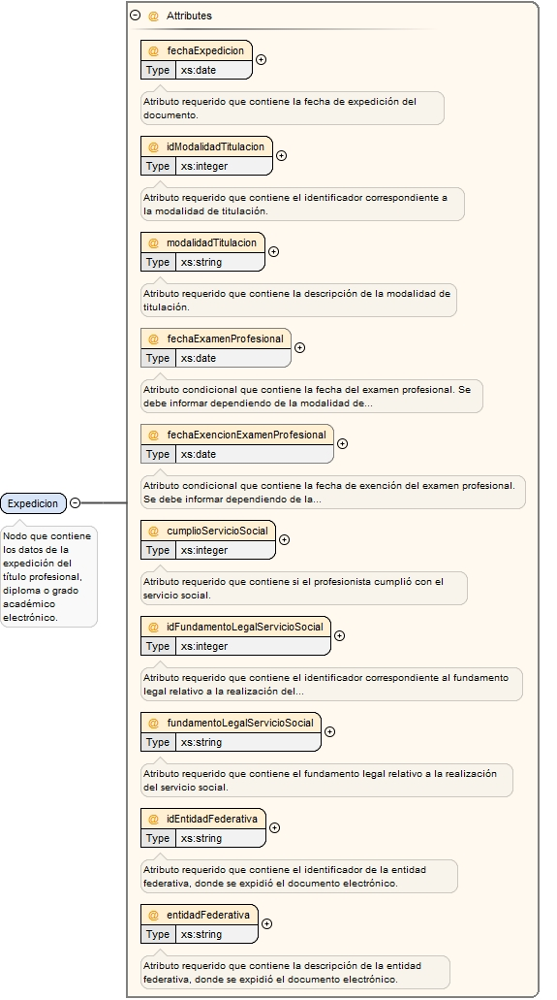 @ Attributes
@ fechaExpedicion
Type xs:date
Atributo requerido que contiene la fecha de expedición del
documento.
@ idModalidadTitulacion
Type xs:integer
Atributo requerido que contiene el identificador correspondiente a
la modalidad de titulación.
@ modalidadTitulacion
Type xs:string
Atributo requerido que contiene la descripción de la modalidad de
titulación.
@ fechaExamenProfesional
Type xs:date
Atributo condicional que contiene la fecha del examen profesional. Se
debe informar dependiendo de la modalidad de...
@ fechaExencionExamenProfesional
Type xs:date
Atributo condicional que contiene la fecha de exención del examen profesional.
Se debe informar dependiendo de la...
Expedicion
Nodo que contiene
los datos de la
expedición del
título profesional,
diploma o grado
académico
electrónico.
@ cumplioServicioSocial
Type xs:integer
Atributo requerido que contiene si el profesionista cumplió con el
servicio social.
@ idFundamentoLegalServicioSocial
Type xs:integer
Atributo requerido que contiene el identificador correspondiente al fundamento
legal relativo a la realización del...
@ fundamentoLegalServicioSocial
Type xs:string
Atributo requerido que contiene el fundamento legal relativo a la realización
del servicio social.
@ idEntidadFederativa
Type xs:string
Atributo requerido que contiene el identificador de la entidad
federativa, donde se expidió el documento electrónico.
@ entidadFederativa
Type xs:string
Atributo requerido que contiene la descripción de la entidad
federativa, donde se expidió el documento electrónico.